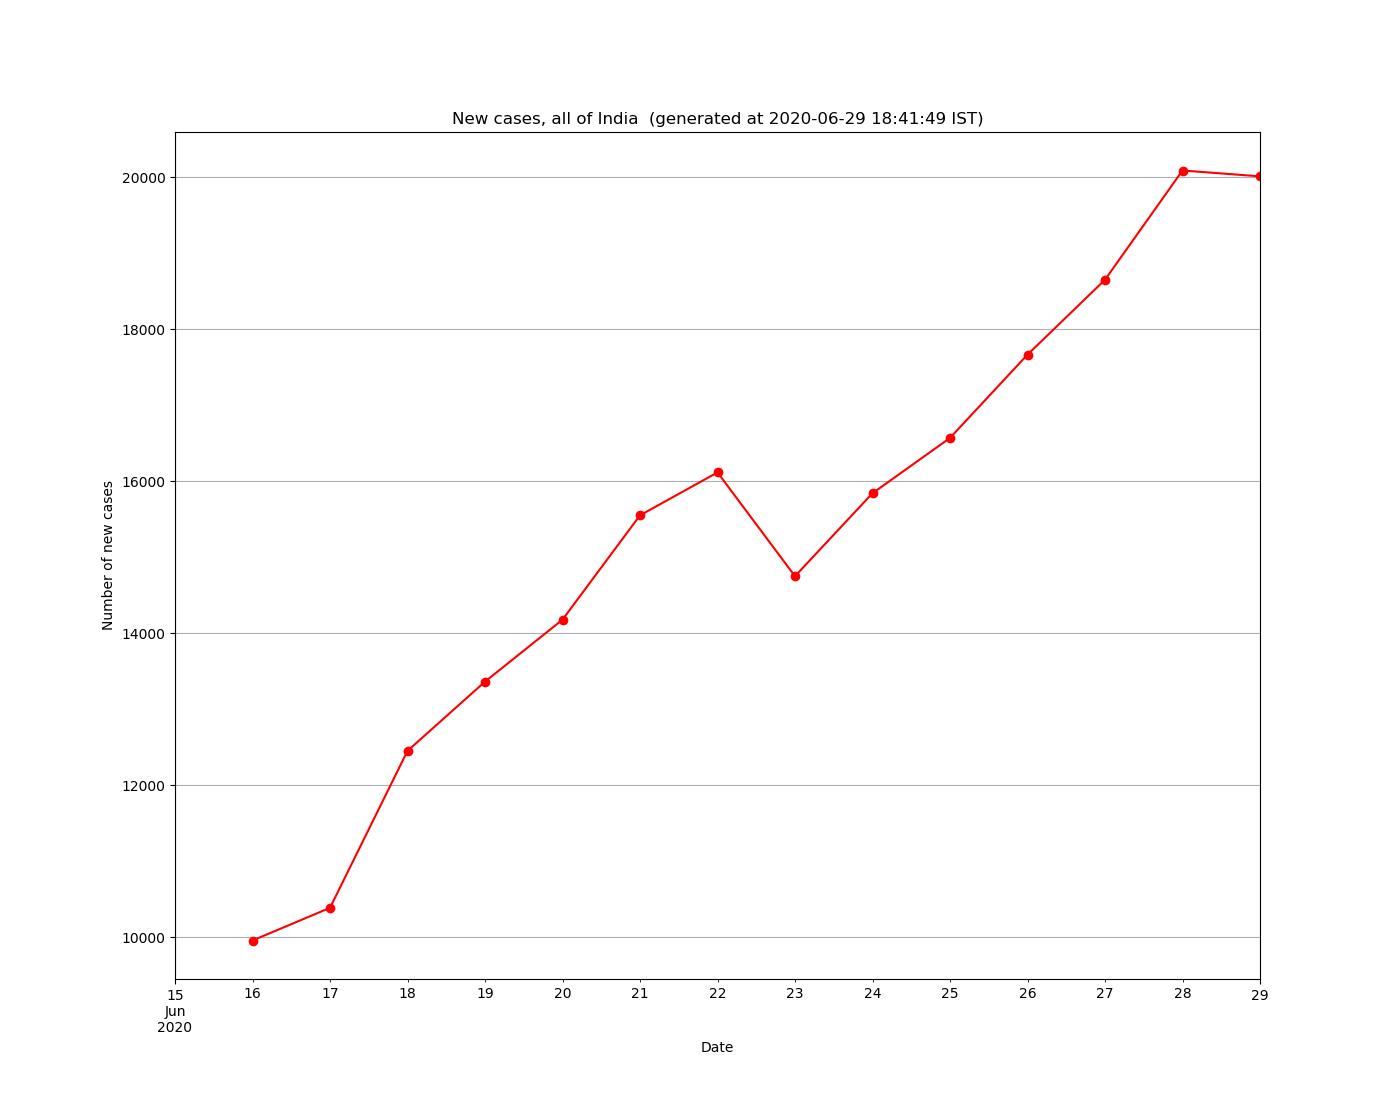 New cases, all of India  (generated at 2020-06-29 18:41:49 IST)
20000
18000
16000
14000
12000
10000
Number of new cases
15 16 17 18 19 20 21 22 23 24 25 26 27 28 29
Jun
2020
Date